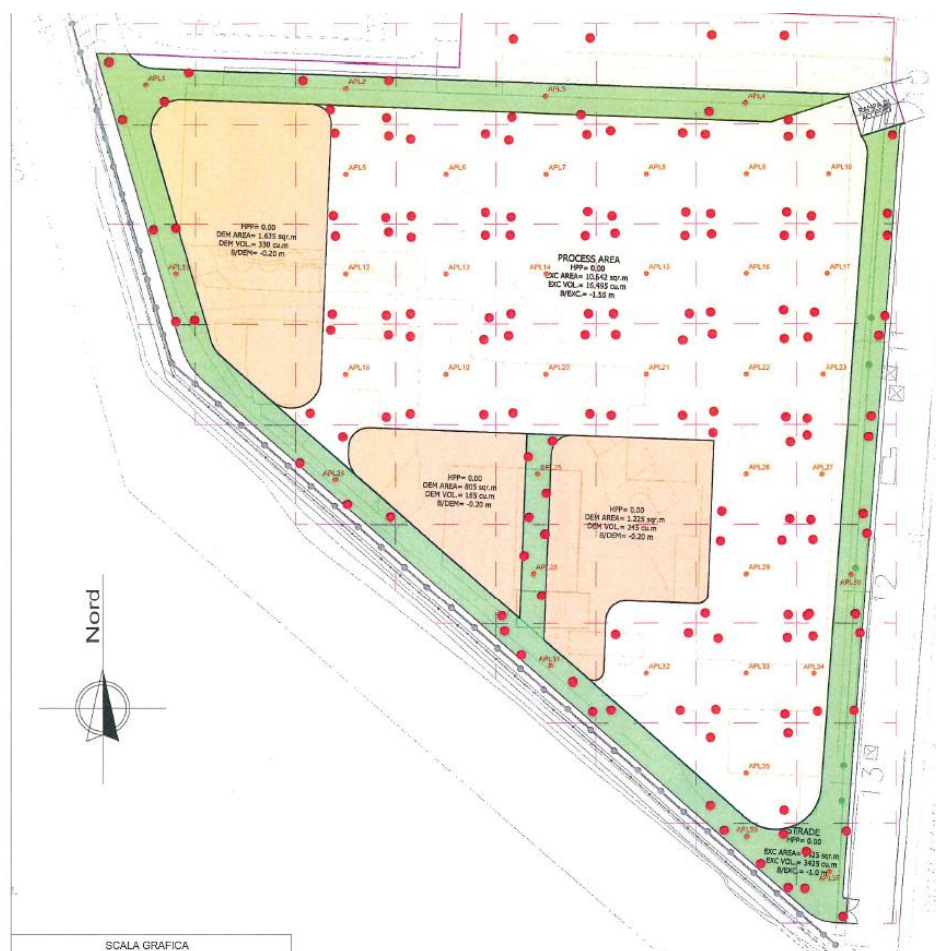 APL1
APL2
APL3
APL4
RAMPA DI
ACCESSO
APL5
APL6
APL7
APL8
APL9
APL10
HPP= 0.00
DEM AREA= 1.635 sqr.m
DEM VOL.= 330 cu.m
B/DEM= -0.20 m
PROCESS AREA
HPP= 0.00
EXC AREA= 10.642 sqr.m
EXC VOL.= 16.495 cu.m
B/EXC.= -1.55 m
APL11
APL12
APL13
APL14
APL15
APL16
APL17
APL18
APL19
APL20
APL21
APL22
APL23
11
APL24
HPP= 0.00
DEM AREA= 805 sqr.m
DEM VOL.= 165 cu.m
B/DEM= -0.20 m
APL25
HPP= 0.00
DEM AREA= 1.225 sqr.m
DEM VOL.= 245 cu.m
B/DEM= -0.20 m
APL26
APL27
APL28
APL29
APL30
12
Nord
APL31
APL32
APL33
APL34
APL35
13
APL36
STRADE
HPP= 0.00
EXC AREA=
sqr.m
EXC VOL.= 3425 cu.m
B/EXC.= -1.0 m
APL37
SCALA GRAFICA